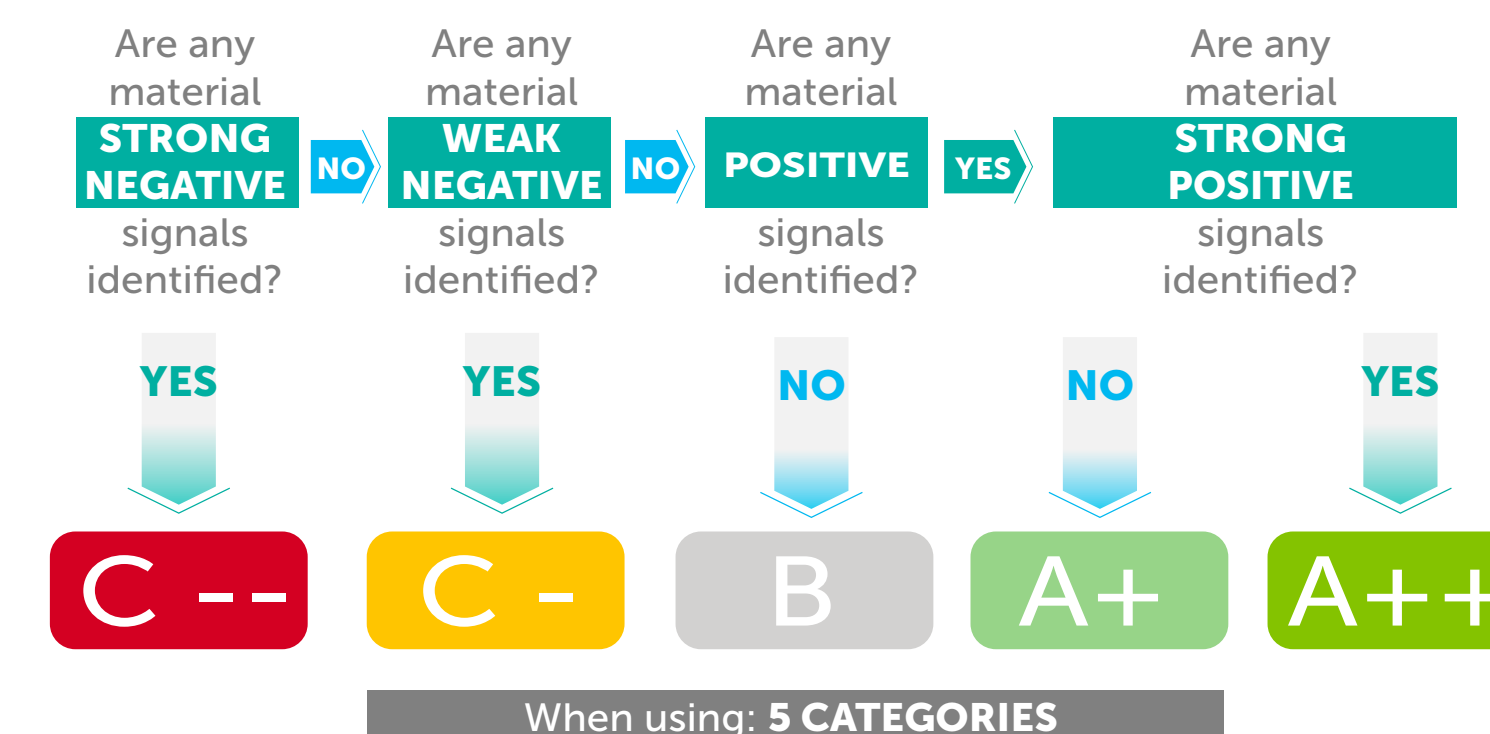 Are any
material
STRONG
NEGATIVE
signals
identified?
NO
Are any
material
WEAK
NEGATIVE
signals
identified?
NO
Are any
material
POSITIVE
signals
identified?
YES
Are any
material
STRONG
POSITIVE
signals
identified?
YES
YES
NO
NO
YES
C --
C -
B
A+
A++
When using: 5 CATEGORIES